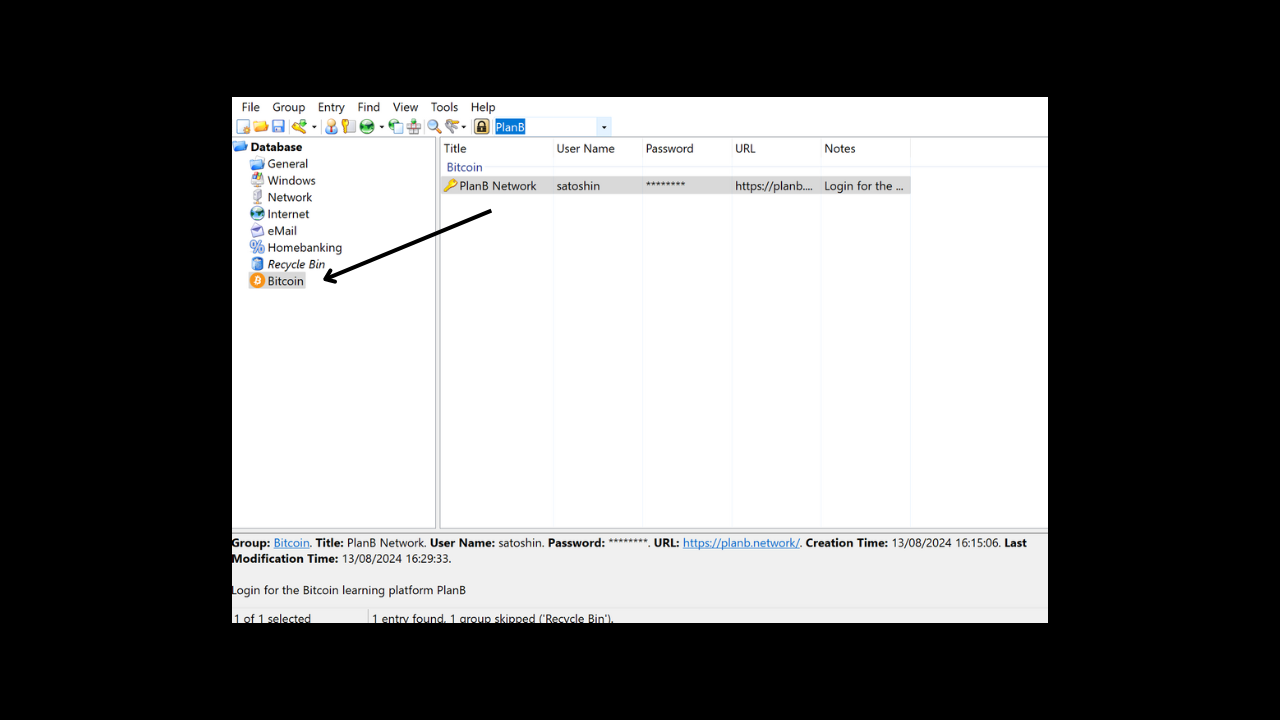 File Group Entry Find View Tools Help
PlanB
Database
General
Windows
Network
Internet
eMail
Homebanking
Recycle Bin
Bitcoin
Title User Name Password URL Notes
Bitcoin
PlanB Network satoshin ******** https://planb.... Login for the ...
Group: Bitcoin. Title: PlanB Network. User Name: satoshin. Password: ********. URL: https://planb.network/. Creation Time: 13/08/2024 16:15:06. Last
Modification Time: 13/08/2024 16:29:33.
Login for the Bitcoin learning platform PlanB
1 of 1 selected 1 entry found, 1 group skipped ('Recycle Bin').